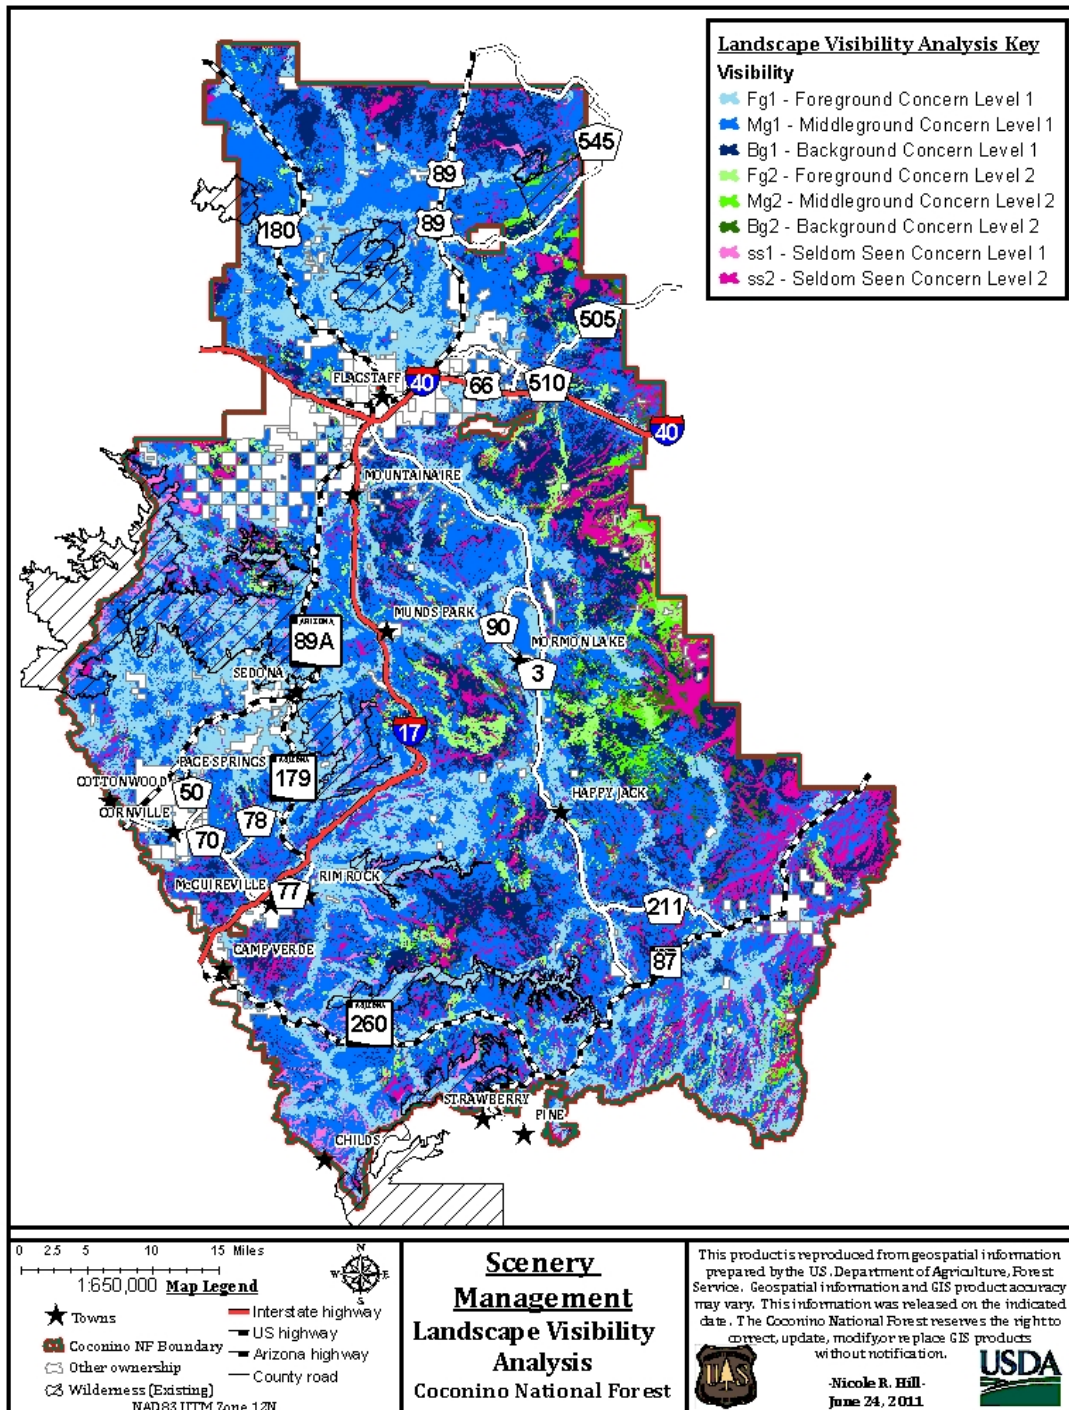 Landscape Visibility Analysis Key
Visibility
Fg1 - Foreground Concern Level 1
Mg1 - Middleground Concern Level 1
Bg1 - Background Concern Level 1
Fg2 - Foreground Concern Level 2
Mg2 - Middleground Concern Level 2
Bg2 - Background Concern Level 2
ss1 - Seldom Seen Concern Level 1
ss2 - Seldom Seen Concern Level 2
545
89
180
89
505
FLAGSTAFF
40
66
510
40
MOUNTAINAIRE
MUNDS PARK
90
MORMON LAKE
ARIZONA
89A
3
SEDONA
17
PAGE SPRINGS
ARIZONA
179
COTTONWOOD
50
HAPPY JACK
CORNVILLE
78
70
RIM ROCK
McGUIREVILLE
77
211
CAMP VERDE
87
ARIZONA
260
STRAWBERRY
PINE
CHILDS
0 2.5 5 10 15 Miles
N
W E
S
1:650,000 Map Legend
Towns
Coconino NF Boundary
Other ownership
Wilderness (Existing)
NAD83 UTM Zone 12N
Interstate highway
US highway
Arizona highway
County road
Scenery
Management
Landscape Visibility
Analysis
Coconino National Forest
This product is reproduced from geospatial information
prepared by the US. Department of Agriculture, Forest
Service. Geospatial information and GIS product accuracy
may vary. This information was released on the indicated
date. The Coconino National Forest reserves the right to
correct, update, modify,or replace GIS products
without notification.
-Nicole R. Hill-
June 24, 2011
U S
USDA